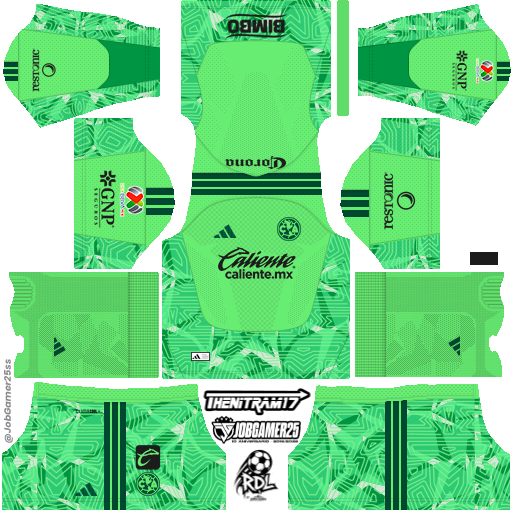 BIMBO
RESTONIC
GNP
SEGUROS
Corona
GNP
SEGUROS
RESTONIC
Caliente
caliente.mx
@JobGamer25ss
THENITRAM17
JOBGAMER25
RDL